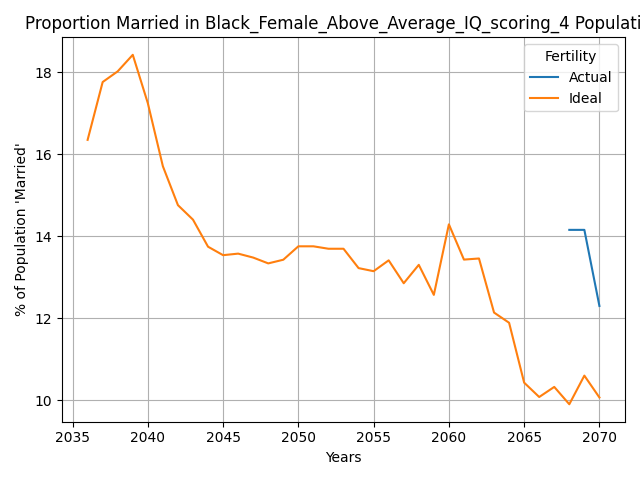 Proportion Married in Black_Female_Above_Average_IQ_scoring_4 Populati
Fertility
Actual
Ideal
% of Population 'Married'
18
16
14
12
10
2035 2040 2045 2050 2055 2060 2065 2070
Years